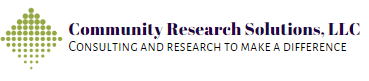 Community Research Solutions, LLC
Consulting and research to make a difference